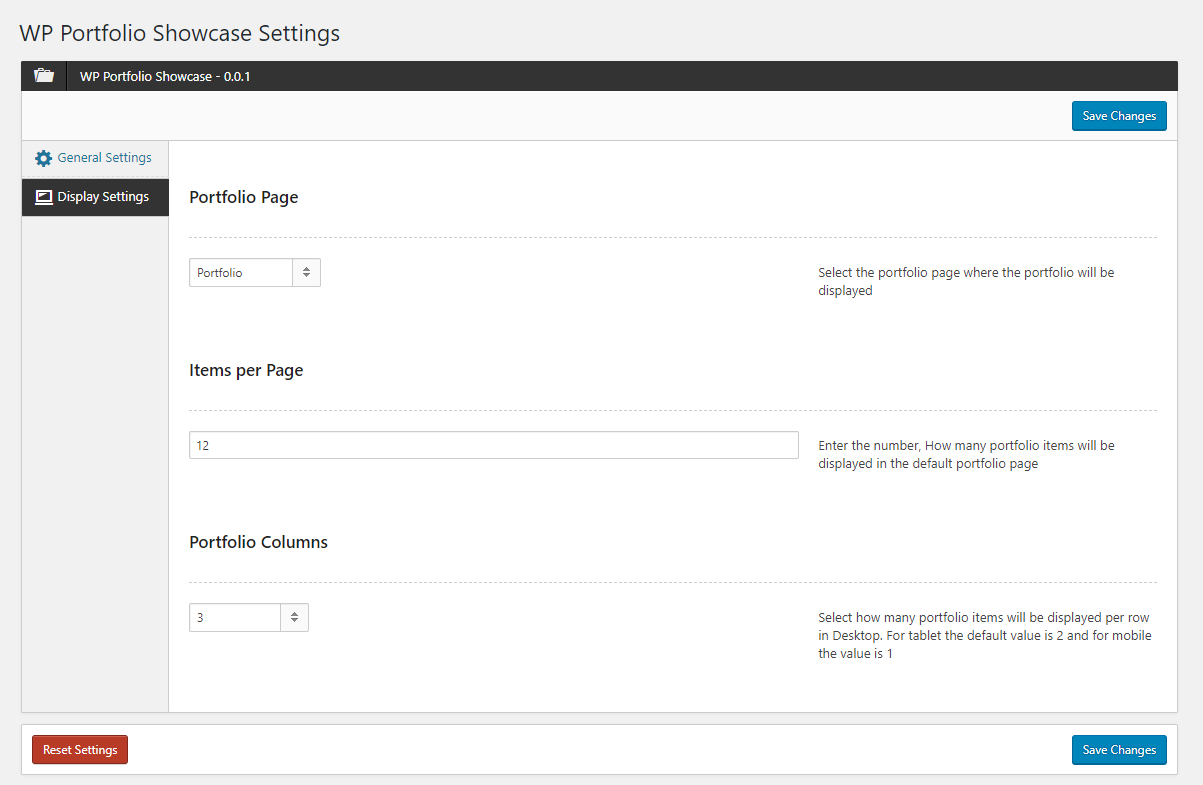 WP Portfolio Showcase Settings
WP Portfolio Showcase - 0.0.1
Save Changes
General Settings
Display Settings
Portfolio Page
Portfolio
Select the portfolio page where the portfolio will be
displayed
Items per Page
12
Enter the number, How many portfolio items will be
displayed in the default portfolio page
Portfolio Columns
3
Select how many portfolio items will be displayed per row
in Desktop. For tablet the default value is 2 and for mobile
the value is 1
Reset Settings
Save Changes